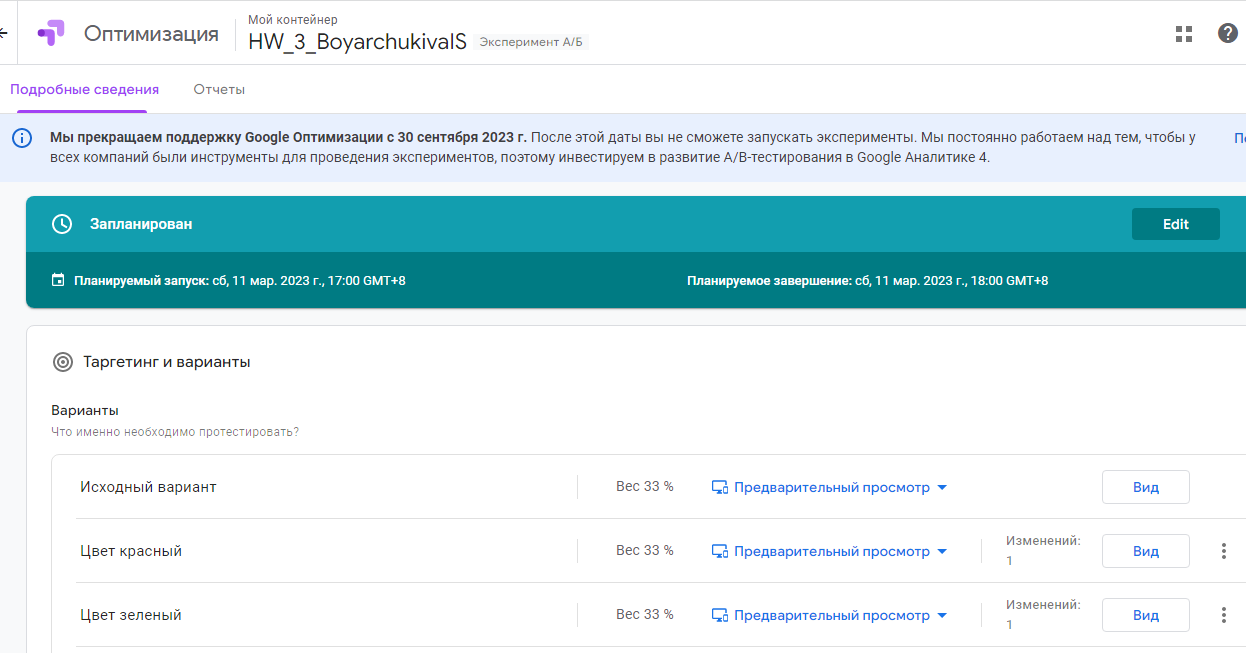 Мой контейнер
Оптимизация
HW_3_BoyarchukivaIS Эксперимент А/Б
Подробные сведения Отчеты
Мы прекращаем поддержку Google Оптимизации с 30 сентября 2023 г. После этой даты вы не сможете запускать эксперименты. Мы постоянно работаем над тем, чтобы у
всех компаний были инструменты для проведения экспериментов, поэтому инвестируем в развитие A/B-тестирования в Google Аналитике 4.
Запланирован Edit
Планируемый запуск: сб, 11 мар. 2023 г., 17:00 GMT+8 Планируемое завершение: сб, 11 мар. 2023 г., 18:00 GMT+8
Таргетинг и варианты
Варианты
Что именно необходимо протестировать?
Исходный вариант Вес 33 % Предварительный просмотр Вид
Цвет красный Вес 33 % Предварительный просмотр Изменений: 1 Вид
Цвет зеленый Вес 33 % Предварительный просмотр Изменений: 1 Вид